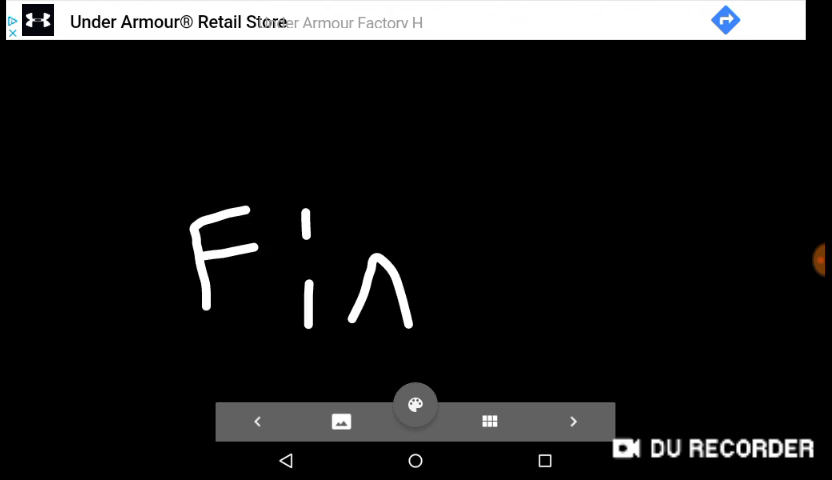 Under Armour® Retail Store Under Armour Factory H
Fin
DU RECORDER